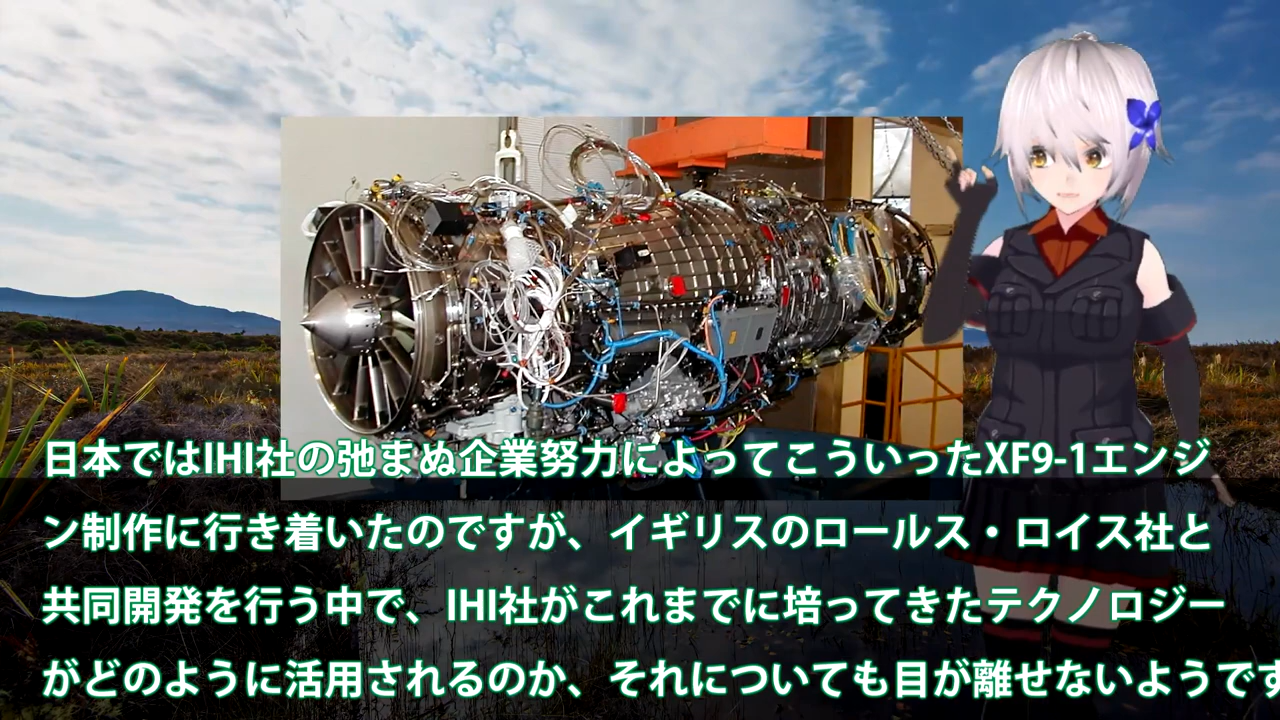 日本ではIHI社の弛まぬ企業努力によってこういったXF9-1エンジ
ン制作に行き着いたのですが、イギリスのロールス・ロイス社と
共同開発を行う中で、IHI社がこれまでに培ってきたテクノロジー
がどのように活用されるのか、それについても目が離せないようです